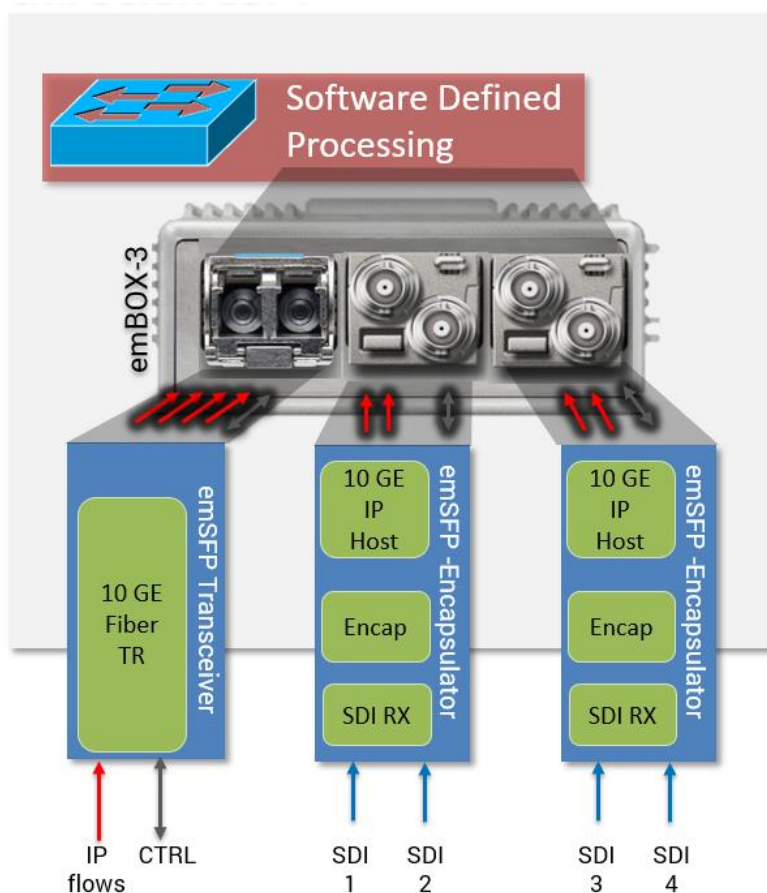 Software Defined
Processing
emBOX-3
10 GE
Fiber
TR
emSFP Transceiver
10 GE
IP
Host
Encap
SDI RX
emSFP -Encapsulator
10 GE
IP
Host
Encap
SDI RX
emSFP -Encapsulator
IP
flows
CTRL
SDI
1
SDI
2
SDI
3
SDI
4